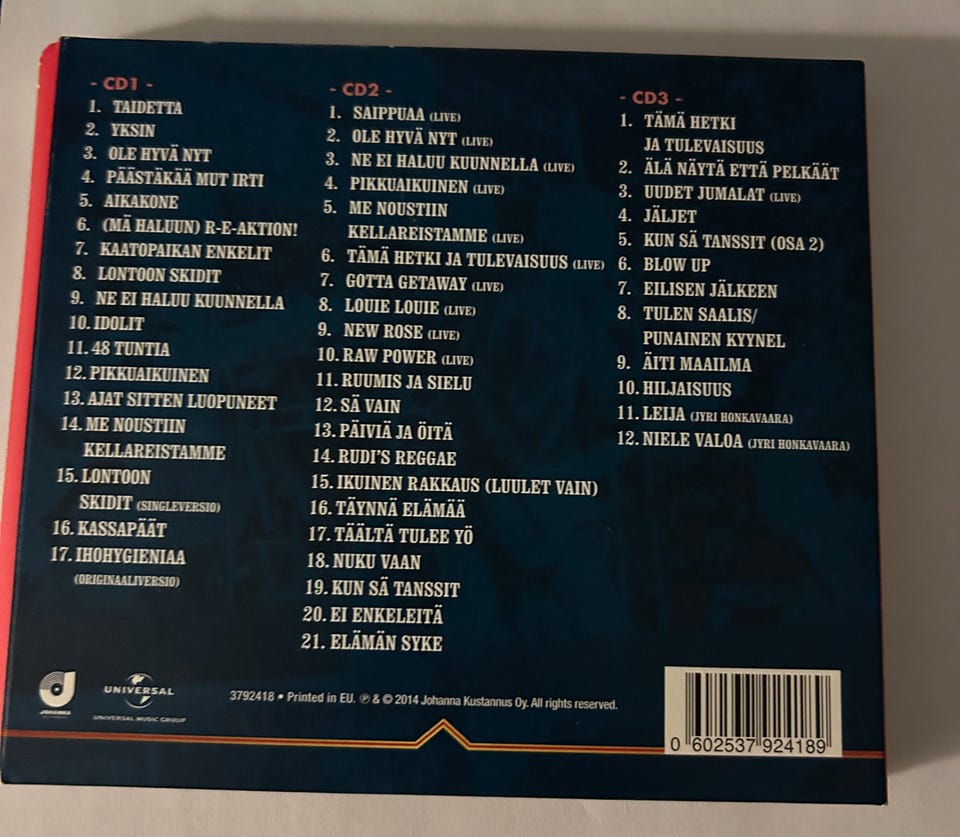 - CD1 -
1. TAIDETTA
2. YKSIN
3. OLE HYVÄ NYT
4. PÄÄSTÄKÄÄ MUT IRTI
5. AIKAKONE
6. (MÄ HALUUN) R-E-AKTION!
7. KAATOPAIKAN ENKELIT
8. LONTOON SKIDIT
9. NE EI HALUU KUUNNELLA
10. IDOLIT
11. 48 TUNTIA
12. PIKKUAIKUINEN
13. AJAT SITTEN LUOPUNEET
14. ME NOUSTIIN
KELLAREISTAMME
15. LONTOON
SKIDIT (SINGLEVERSIO)
16. KASSAPÄÄT
17. IHOHYGIENIAA
(ORIGINAALIVERSIO)
- CD2 -
1. SAIPPUAA (LIVE)
2. OLE HYVÄ NYT (LIVE)
3. NE EI HALUU KUUNNELLA (LIVE)
4. PIKKUAIKUINEN (LIVE)
5. ME NOUSTIIN
KELLAREISTAMME (LIVE)
6. TÄMÄ HETKI JA TULEVAISUUS (LIVE)
7. GOTTA GETAWAY (LIVE)
8. LOUIE LOUIE (LIVE)
9. NEW ROSE (LIVE)
10. RAW POWER (LIVE)
11. RUUMIS JA SIELU
12. SÄ VAIN
13. PÄIVIÄ JA ÖITÄ
14. RUDI'S REGGAE
15. IKUINEN RAKKAUS (LUULET VAIN)
16. TÄYNNÄ ELÄMÄÄ
17. TÄÄLTÄ TULEE YÖ
18. NUKU VAAN
19. KUN SÄ TANSSIT
20. EI ENKELEITÄ
21. ELÄMÄN SYKE
- CD3 -
1. TÄMÄ HETKI
JA TULEVAISUUS
2. ÄLÄ NÄYTÄ ETTÄ PELKÄÄT
3. UUDET JUMALAT (LIVE)
4. JÄLJET
5. KUN SÄ TANSSIT (OSA 2)
6. BLOW UP
7. EILISEN JÄLKEEN
8. TULEN SAALIS/
PUNAINEN KYYNEL
9. ÄITI MAAILMA
10. HILJAISUUS
11. LEIJA (JYRI HONKAVAARA)
12. NIELE VALOA (JYRI HONKAVAARA)
JOHANNA
UNIVERSAL
UNIVERSAL MUSIC GROUP
3792418 • Printed in EU. ℗ & © 2014 Johanna Kustannus Oy. All rights reserved.
0 602537 924189